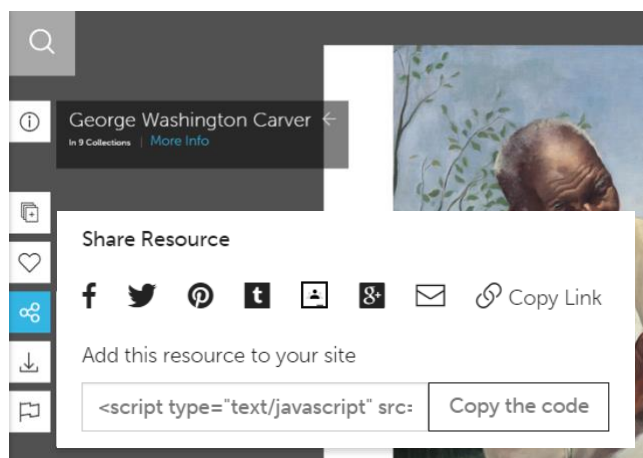 George Washington Carver
In 9 Collections | More Info
Share Resource
Copy Link
Add this resource to your site
<script type="text/javascript" src=
Copy the code